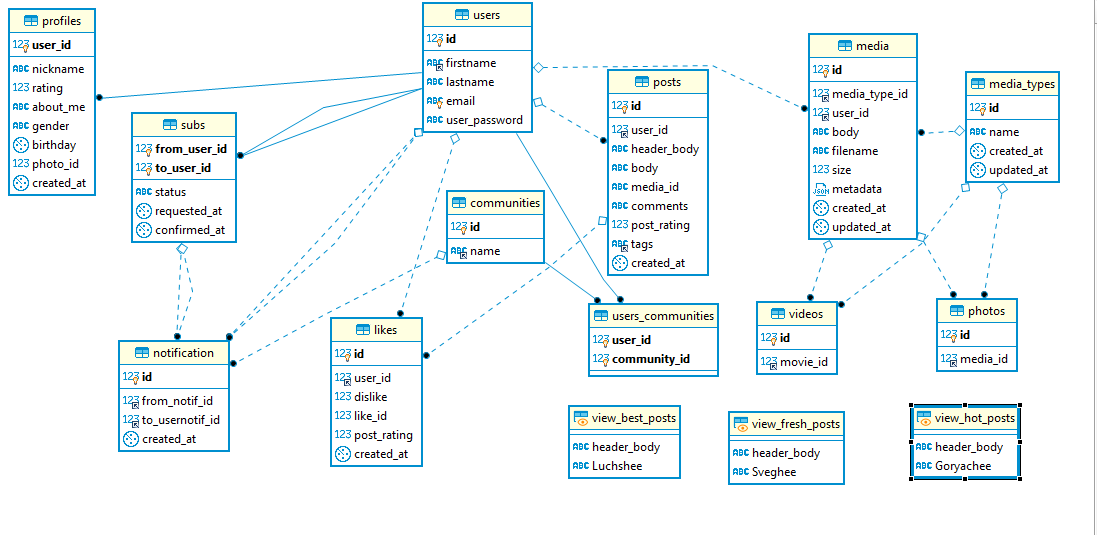 profiles
user_id
nickname
rating
about_me
gender
birthday
photo_id
created_at
users
id
firstname
lastname
email
user_password
subs
from_user_id
to_user_id
status
requested_at
confirmed_at
posts
id
user_id
header_body
body
media_id
comments
post_rating
tags
created_at
media
id
media_type_id
user_id
body
filename
size
metadata
created_at
updated_at
media_types
id
name
created_at
updated_at
communities
id
name
users_communities
user_id
community_id
videos
id
movie_id
photos
id
media_id
notification
id
from_notif_id
to_usernotif_id
created_at
likes
id
user_id
dislike
like_id
post_rating
created_at
view_best_posts
header_body
Luchshee
view_fresh_posts
header_body
Sveghee
view_hot_posts
header_body
Goryachee